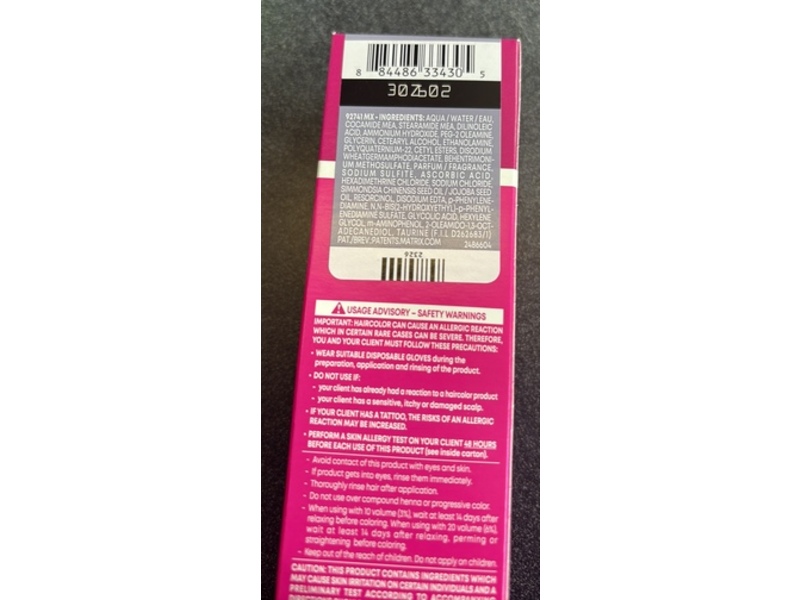 8 84486 33430 5
30Z602
92741 MX - INGREDIENTS: AQUA / WATER / EAU,
COCAMIDE MEA, STEARAMIDE MEA, DILINOLEIC
ACID, AMMONIUM HYDROXIDE, PEG-2 OLEAMINE,
GLYCERIN, CETEARYL ALCOHOL, ETHANOLAMINE,
POLYQUATERNIUM-22, CETYL ESTERS, DISODIUM
WHEATGERMAMPHODIACETATE, BEHENTRIMONI-
UM METHOSULFATE, PARFUM / FRAGRANCE,
SODIUM SULFITE, ASCORBIC ACID,
HEXADIMETHRINE CHLORIDE, SODIUM CHLORIDE,
SIMMONDSIA CHINENSIS SEED OIL / JOJOBA SEED
OIL, RESORCINOL, DISODIUM EDTA, p-PHENYLENE-
DIAMINE, N,N-BIS(2-HYDROXYETHYL)-p-PHENYL-
ENEDIAMINE SULFATE, GLYCOLIC ACID, HEXYLENE
GLYCOL, m-AMINOPHENOL, 2-OLEAMIDO-1,3-OCT-
ADECANEDIOL, TAURINE (F.I.L D262683/1)
PAT./BREV.:PATENTS.MATRIX.COM 2486604
2326
USAGE ADVISORY – SAFETY WARNINGS
IMPORTANT: HAIRCOLOR CAN CAUSE AN ALLERGIC REACTION
WHICH IN CERTAIN RARE CASES CAN BE SEVERE. THEREFORE,
YOU AND YOUR CLIENT MUST FOLLOW THESE PRECAUTIONS:
• WEAR SUITABLE DISPOSABLE GLOVES during the
preparation, application and rinsing of the product.
• DO NOT USE IF:
– your client has already had a reaction to a haircolor product
– your client has a sensitive, itchy or damaged scalp.
• IF YOUR CLIENT HAS A TATTOO, THE RISKS OF AN ALLERGIC
REACTION MAY BE INCREASED.
• PERFORM A SKIN ALLERGY TEST ON YOUR CLIENT 48 HOURS
BEFORE EACH USE OF THIS PRODUCT (see inside carton).
– Avoid contact of this product with eyes and skin.
– If product gets into eyes, rinse them immediately.
– Thoroughly rinse hair after application.
– Do not use over compound henna or progressive color.
– When using with 10 volume (3%), wait at least 14 days after
relaxing before coloring. When using with 20 volume (6%),
wait at least 14 days after relaxing, perming or
straightening before coloring.
– Keep out of the reach of children. Do not apply on children.
CAUTION: THIS PRODUCT CONTAINS INGREDIENTS WHICH
MAY CAUSE SKIN IRRITATION ON CERTAIN INDIVIDUALS AND A
PRELIMINARY TEST ACCORDING TO ACCOMPANYING